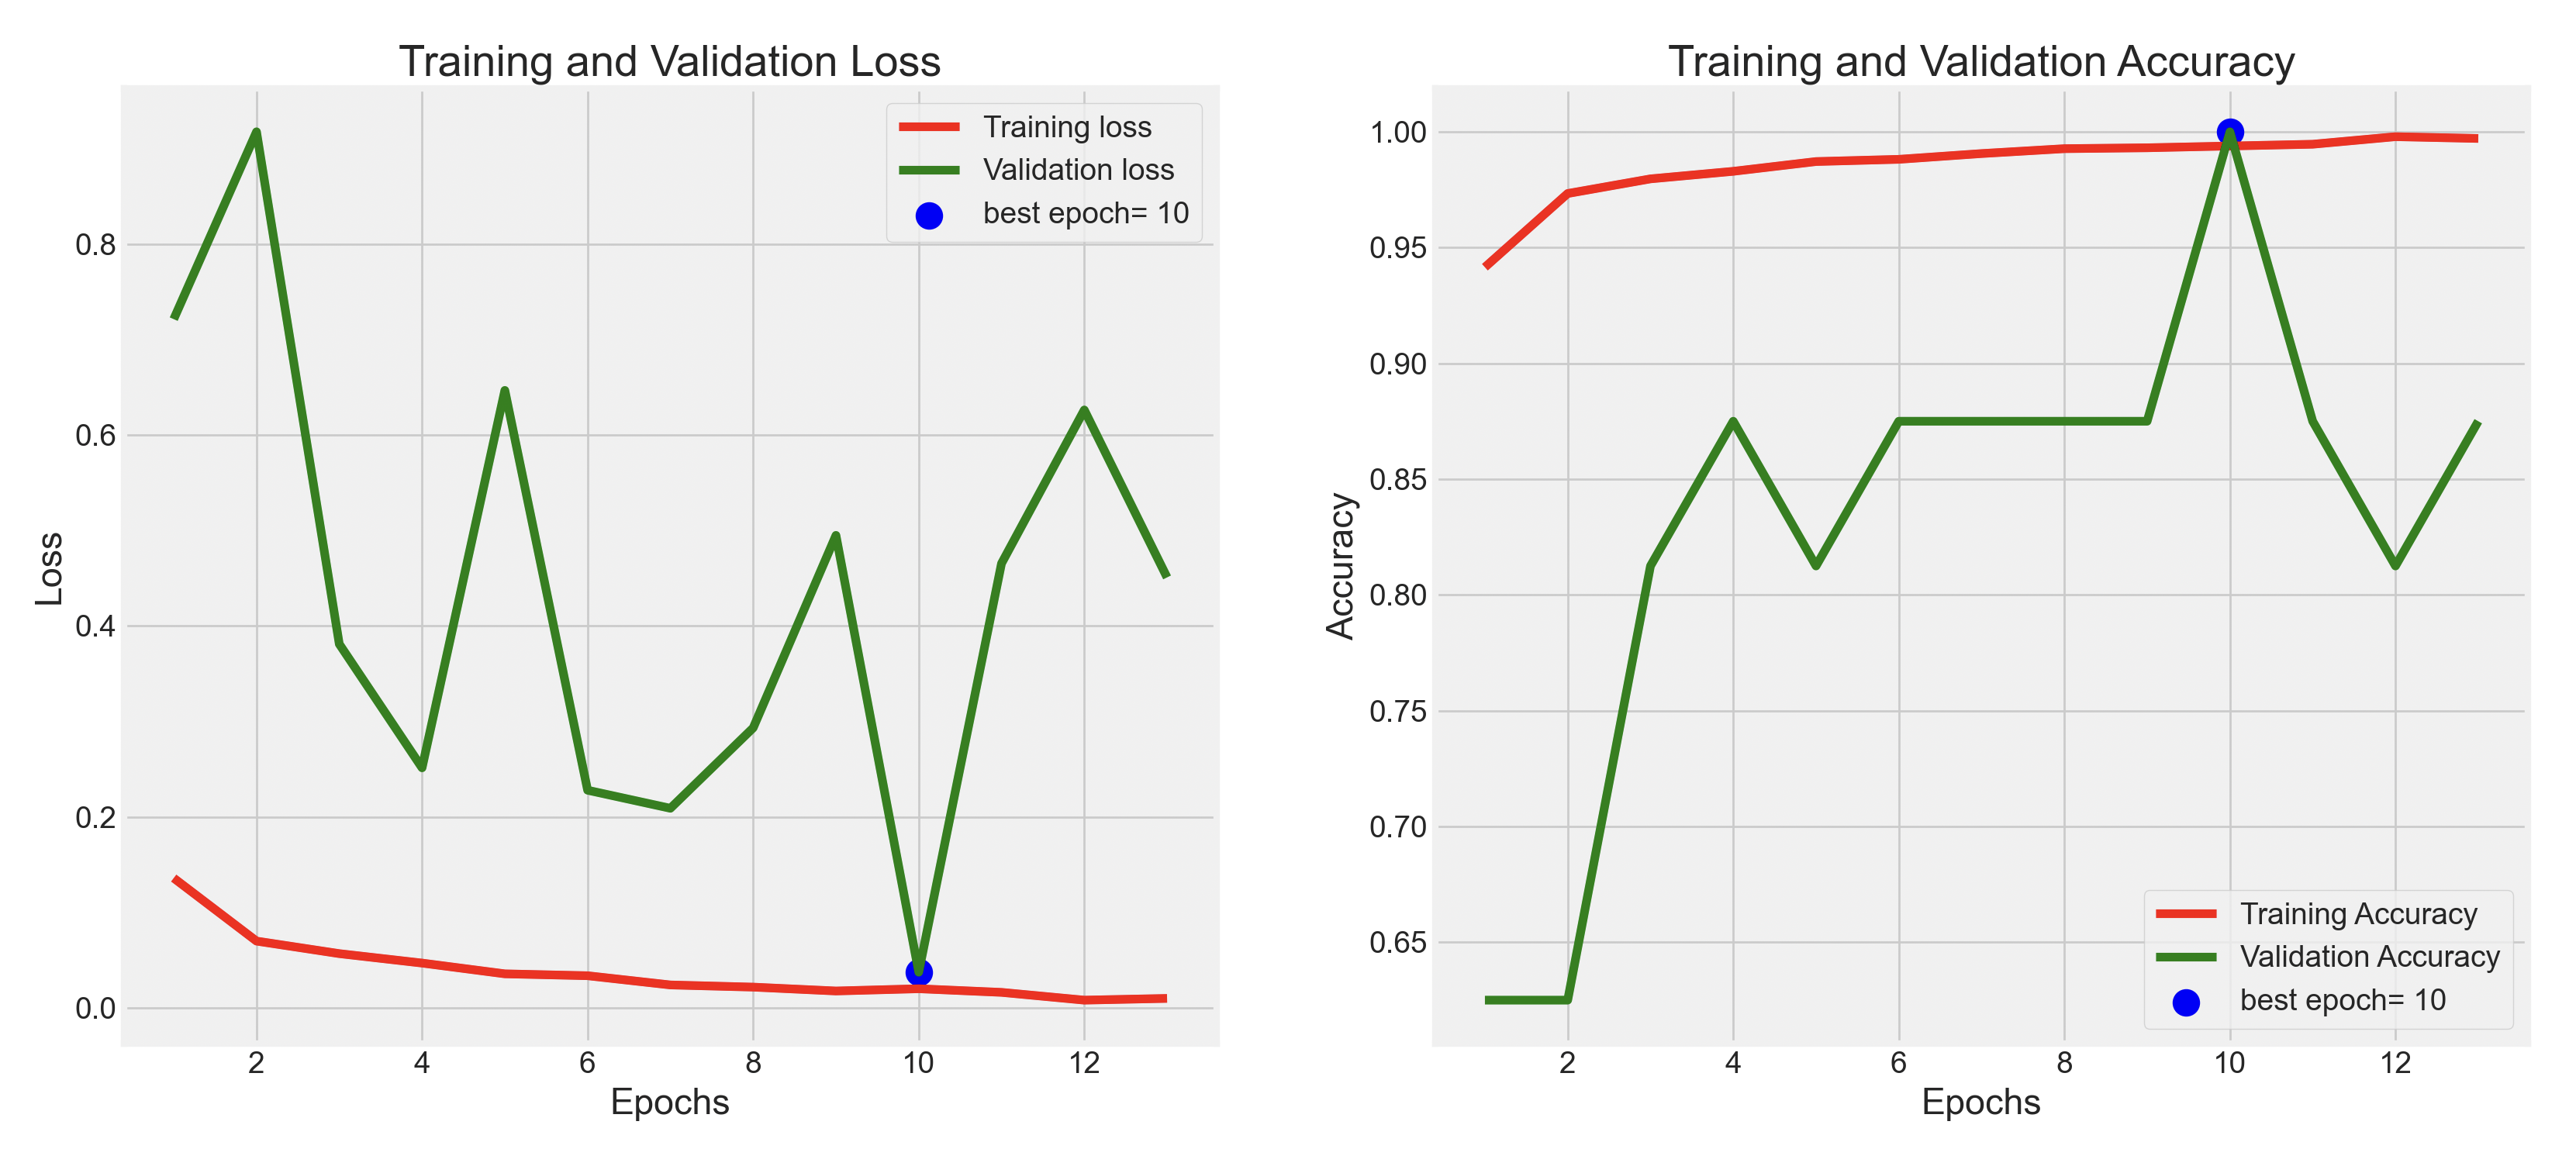 Training and Validation Loss
Training loss
Validation loss
best epoch= 10
0.8
0.6
0.4
0.2
0.0
Loss
2 4 6 8 10 12
Epochs
Training and Validation Accuracy
1.00
0.95
0.90
0.85
0.80
0.75
0.70
0.65
Accuracy
Training Accuracy
Validation Accuracy
best epoch= 10
2 4 6 8 10 12
Epochs